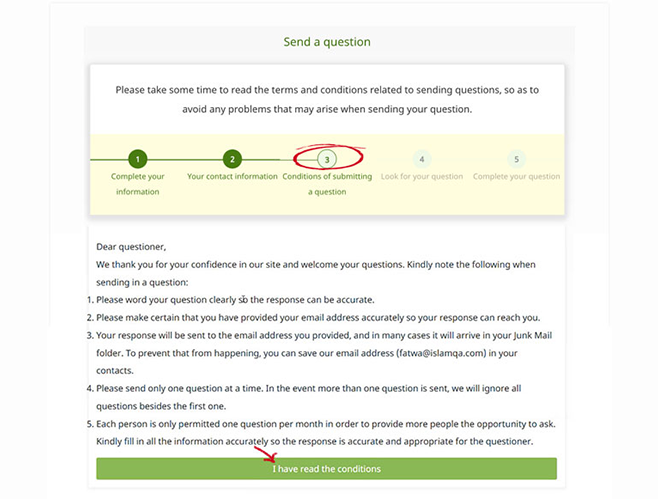 Send a question
Please take some time to read the terms and conditions related to sending questions, so as to
avoid any problems that may arise when sending your question.
1 2 3 4 5
Complete your Your contact information Conditions of submitting Look for your question Complete your question
information a question
Dear questioner,
We thank you for your confidence in our site and welcome your questions. Kindly note the following when
sending in a question:
1. Please word your question clearly so the response can be accurate.
2. Please make certain that you have provided your email address accurately so your response can reach you.
3. Your response will be sent to the email address you provided, and in many cases it will arrive in your Junk Mail
folder. To prevent that from happening, you can save our email address (fatwa@islamqa.com) in your
contacts.
4. Please send only one question at a time. In the event more than one question is sent, we will ignore all
questions besides the first one.
5. Each person is only permitted one question per month in order to provide more people the opportunity to ask.
Kindly fill in all the information accurately so the response is accurate and appropriate for the questioner.
I have read the conditions